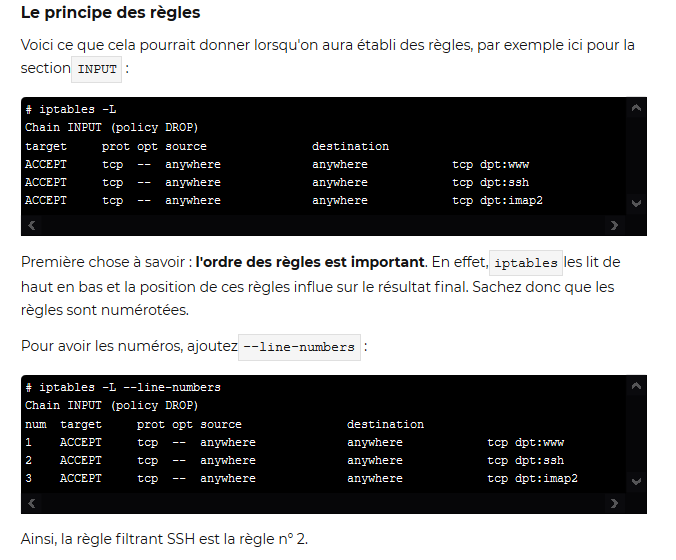 Le principe des règles
Voici ce que cela pourrait donner lorsqu'on aura établi des règles, par exemple ici pour la
section INPUT :
# iptables -L
Chain INPUT (policy DROP)
target     prot opt source               destination
ACCEPT     tcp  --  anywhere             anywhere            tcp dpt:www
ACCEPT     tcp  --  anywhere             anywhere            tcp dpt:ssh
ACCEPT     tcp  --  anywhere             anywhere            tcp dpt:imap2
Première chose à savoir : l'ordre des règles est important. En effet, iptables les lit de
haut en bas et la position de ces règles influe sur le résultat final. Sachez donc que les
règles sont numérotées.
Pour avoir les numéros, ajoutez --line-numbers :
# iptables -L --line-numbers
Chain INPUT (policy DROP)
num  target     prot opt source               destination
1    ACCEPT     tcp  --  anywhere             anywhere            tcp dpt:www
2    ACCEPT     tcp  --  anywhere             anywhere            tcp dpt:ssh
3    ACCEPT     tcp  --  anywhere             anywhere            tcp dpt:imap2
Ainsi, la règle filtrant SSH est la règle n° 2.